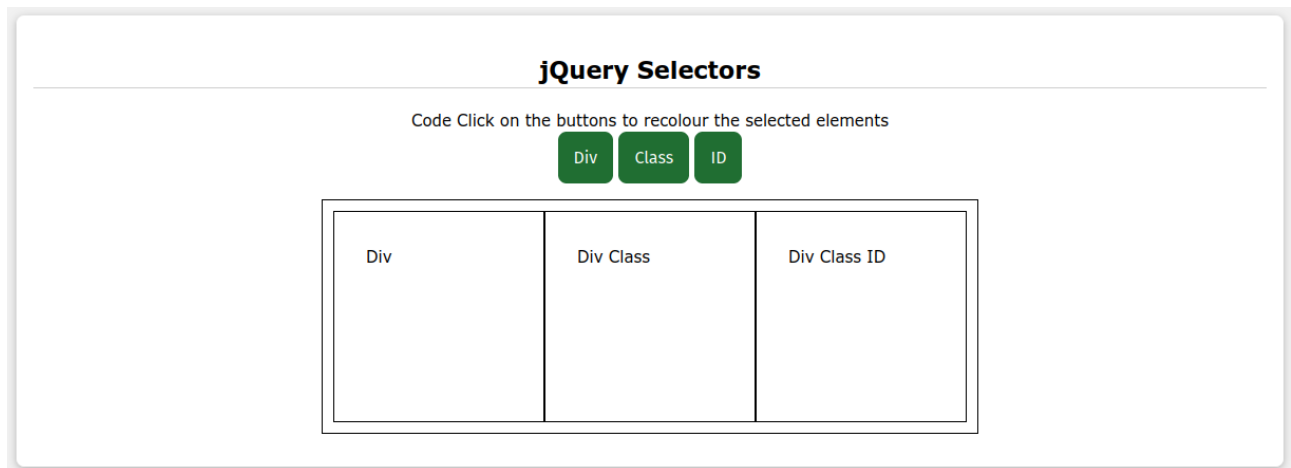 jQuery Selectors
Code Click on the buttons to recolour the selected elements
Div Class ID
Div Div Class Div Class ID